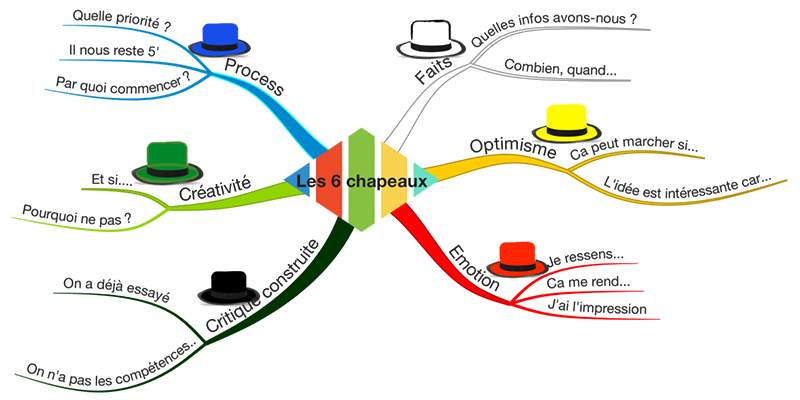 Les 6 chapeaux
Faits
Quelles infos avons-nous ?
Combien, quand...
Optimisme
Ca peut marcher si...
L'idée est intéressante car...
Emotion
Je ressens...
Ca me rend...
J'ai l'impression
Critique construite
On a déjà essayé
On n'a pas les compétences..
Créativité
Et si....
Pourquoi ne pas ?
Process
Quelle priorité ?
Il nous reste 5'
Par quoi commencer ?